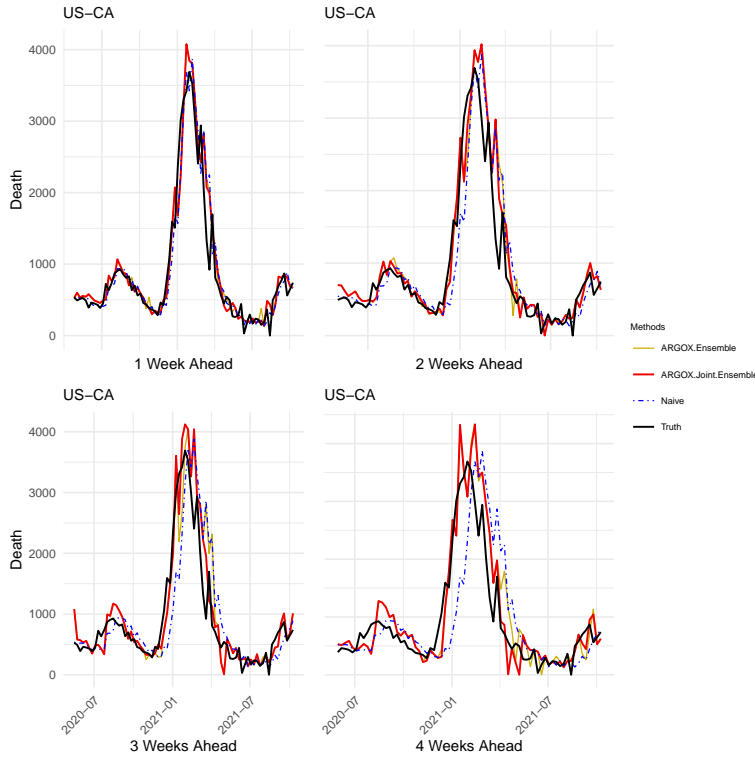 US−CA
US−CA
4000
3000
2000
1000
0
Death
1 Week Ahead
2 Weeks Ahead
US−CA
US−CA
4000
3000
2000
1000
0
Death
2020−07
2021−01
2021−07
2020−07
2021−01
2021−07
3 Weeks Ahead
4 Weeks Ahead
Methods
ARGOX.Ensemble
ARGOX.Joint.Ensemble
Naive
Truth